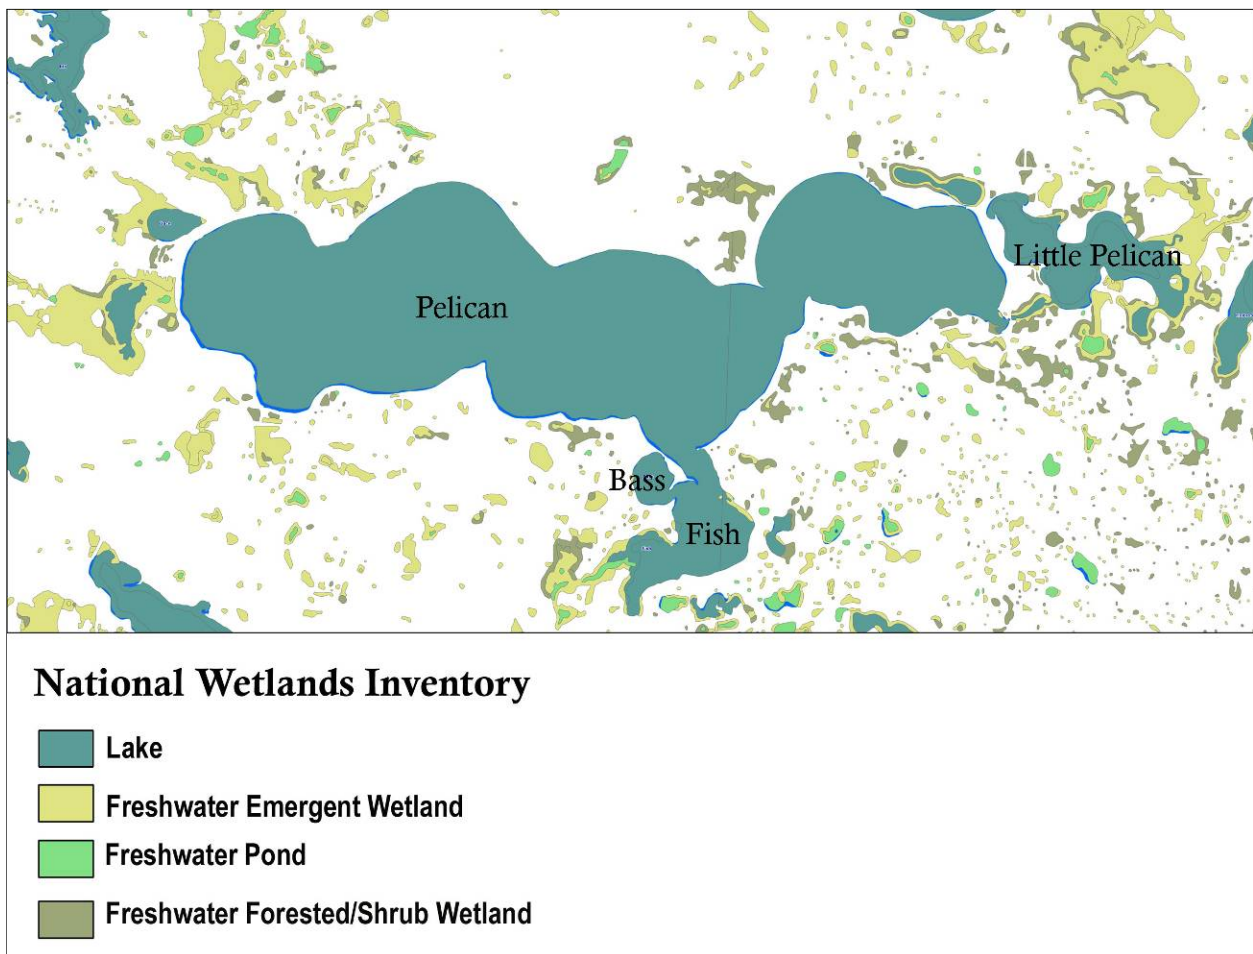 Little Pelican
Pelican
Bass
Fish
National Wetlands Inventory
Lake
Freshwater Emergent Wetland
Freshwater Pond
Freshwater Forested/Shrub Wetland